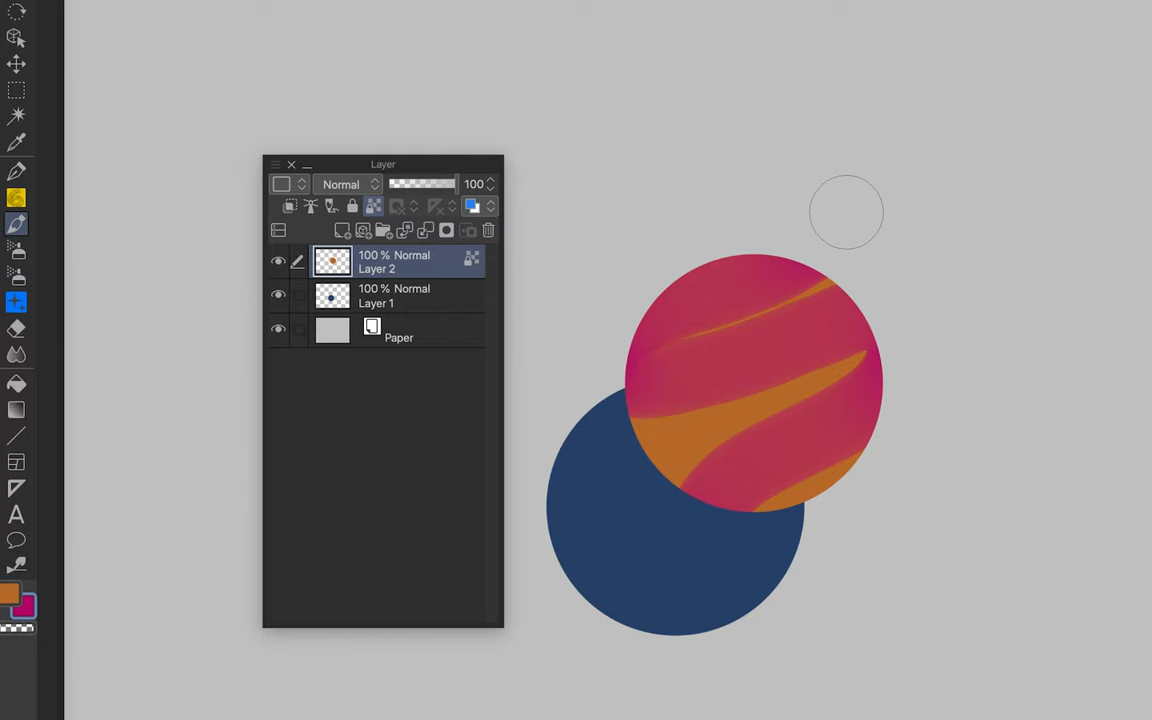 Layer
Normal 100
100 % Normal
Layer 2
100 % Normal
Layer 1
Paper
A